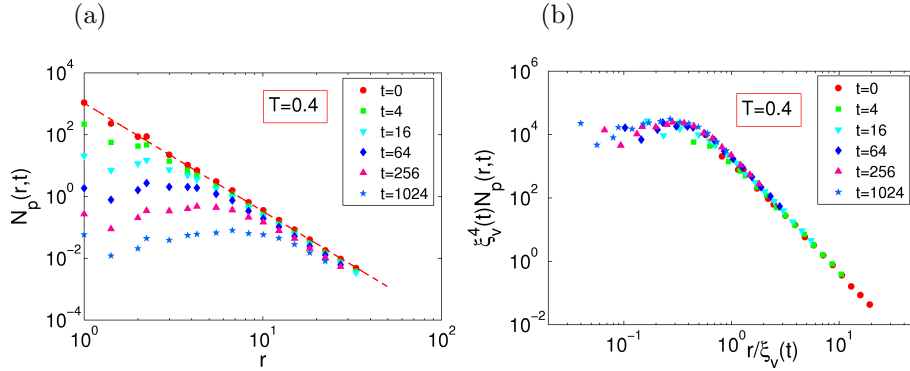 (a)
10^4
10^2
10^0
10^{-2}
10^{-4}
N_p(r,t)
10^0
10^1
10^2
r
T=0.4
t=0
t=4
t=16
t=64
t=256
t=1024
(b)
10^6
10^4
10^2
10^0
10^{-2}
ξ_v^4(t)N_p(r,t)
10^{-1}
10^0
10^1
r/ξ_v(t)
T=0.4
t=0
t=4
t=16
t=64
t=256
t=1024